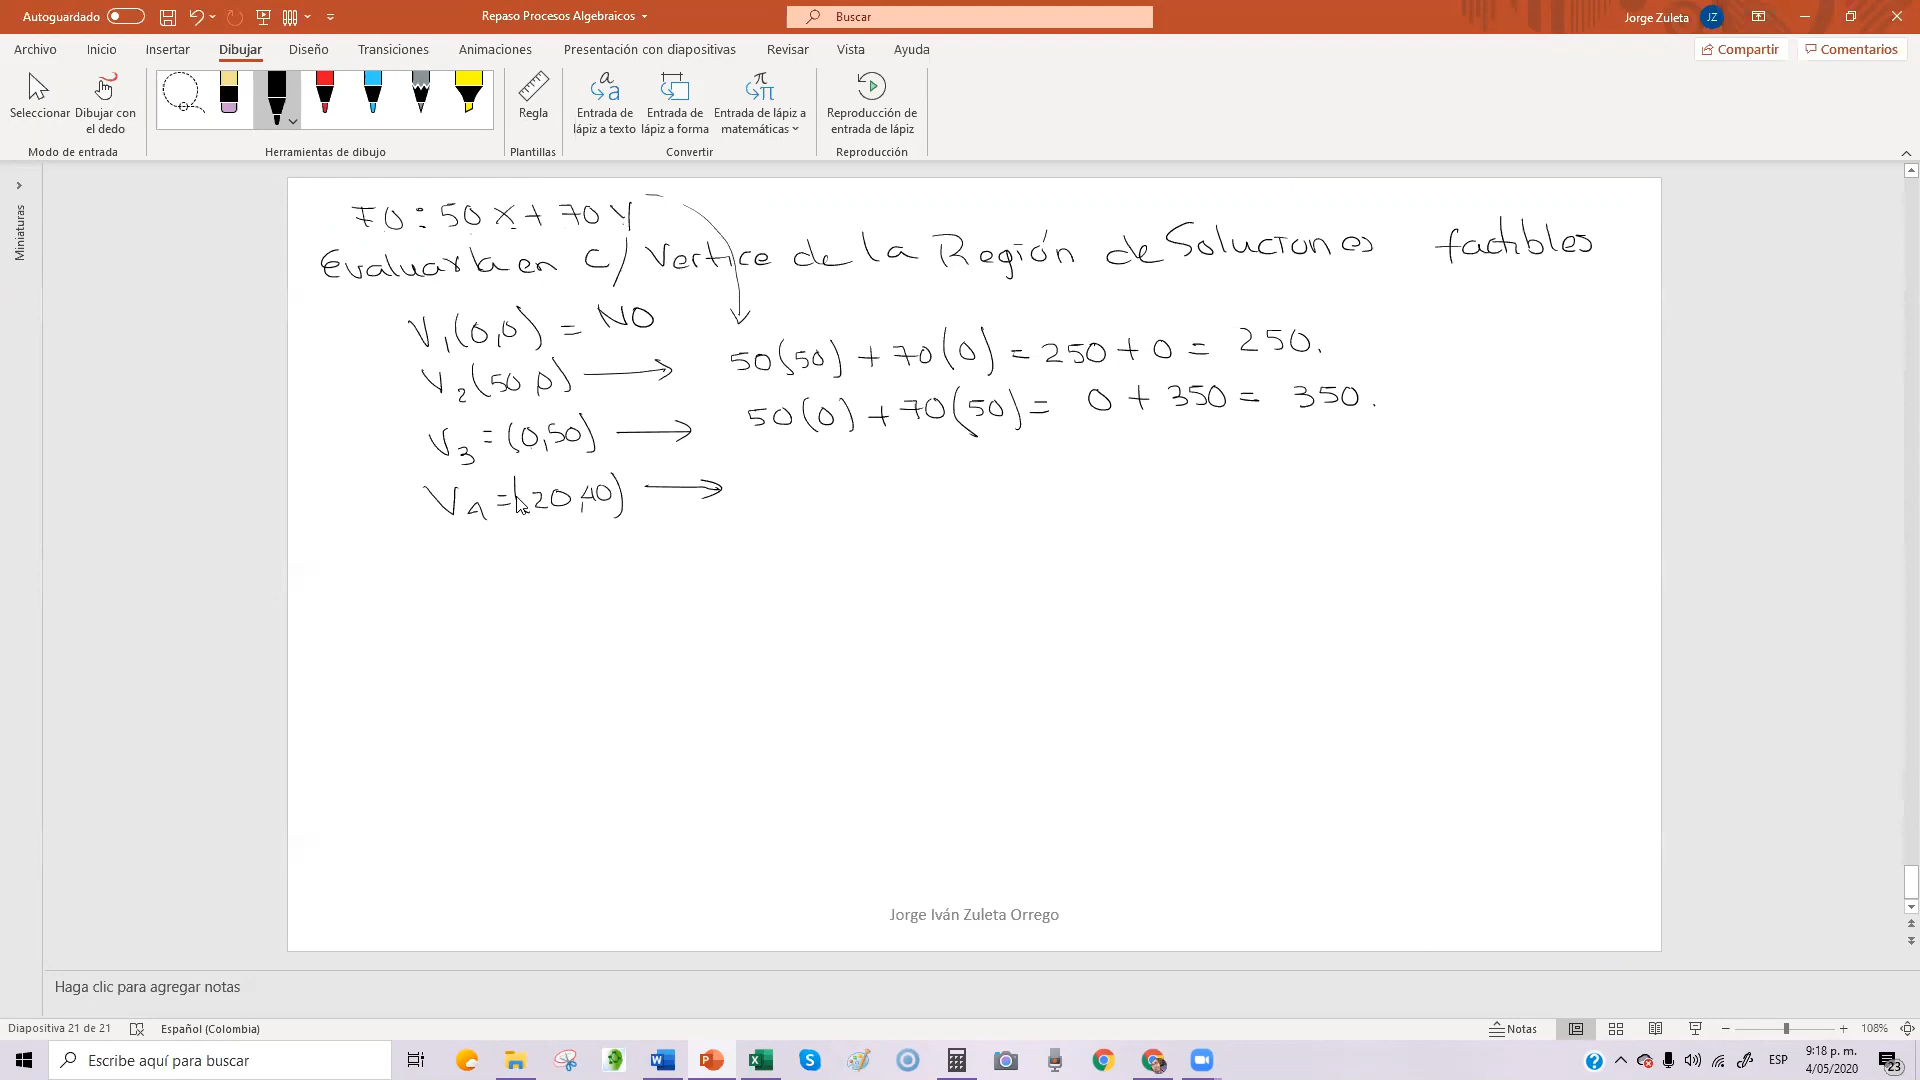 Autoguardado
Repaso Procesos Algebraicos
Buscar
Jorge Zuleta
JZ
Archivo Inicio Insertar Dibujar Diseño Transiciones Animaciones Presentación con diapositivas Revisar Vista Ayuda
Compartir Comentarios
Seleccionar
Dibujar con el dedo
Regla
Entrada de lápiz a texto
Entrada de lápiz a forma
Entrada de lápiz a matemáticas
Reproducción de entrada de lápiz
Modo de entrada Herramientas de dibujo Plantillas Convertir Reproducción
Miniaturas
FO: 50X + 70Y
Evaluarla en c/ Vertice de la Región de Soluciones factibles
V1(0,0) = NO
V2(50,0) → 50(50) + 70(0) = 250 + 0 = 250.
V3 = (0,50) → 50(0) + 70(50) = 0 + 350 = 350.
V4 = (20,40) →
Jorge Iván Zuleta Orrego
Haga clic para agregar notas
Diapositiva 21 de 21 Español (Colombia) Notas 108%
Escribe aquí para buscar
ESP
9:18 p. m.
4/05/2020
23